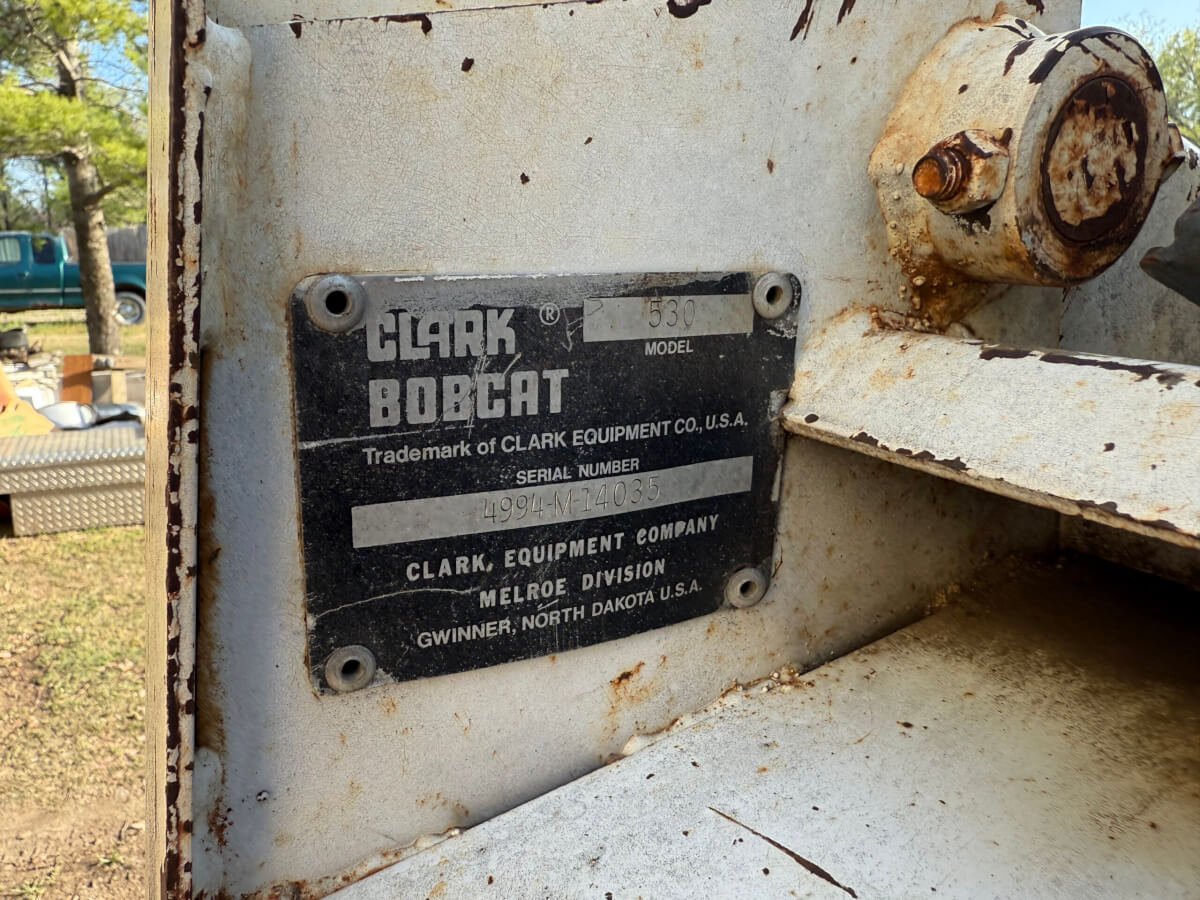 CLARK ®
BOBCAT
530
MODEL
Trademark of CLARK EQUIPMENT CO., U.S.A.
SERIAL NUMBER
4994-M-14035
CLARK, EQUIPMENT COMPANY
MELROE DIVISION
GWINNER, NORTH DAKOTA U.S.A.